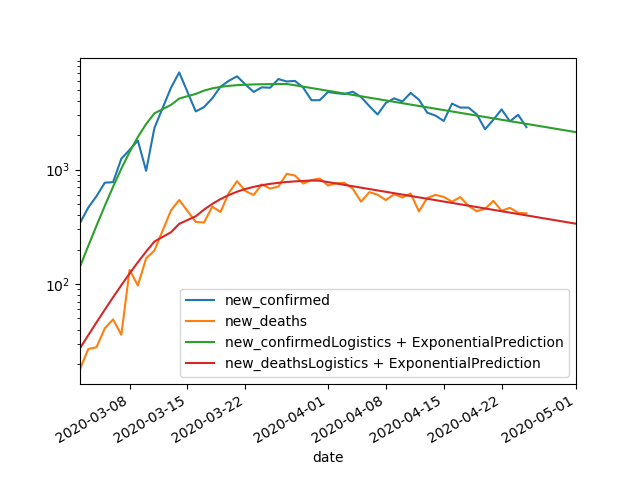 10³
10²
new_confirmed
new_deaths
new_confirmedLogistics + ExponentialPrediction
new_deathsLogistics + ExponentialPrediction
2020-03-08
2020-03-15
2020-03-22
2020-04-01
2020-04-08
2020-04-15
2020-04-22
2020-05-01
date